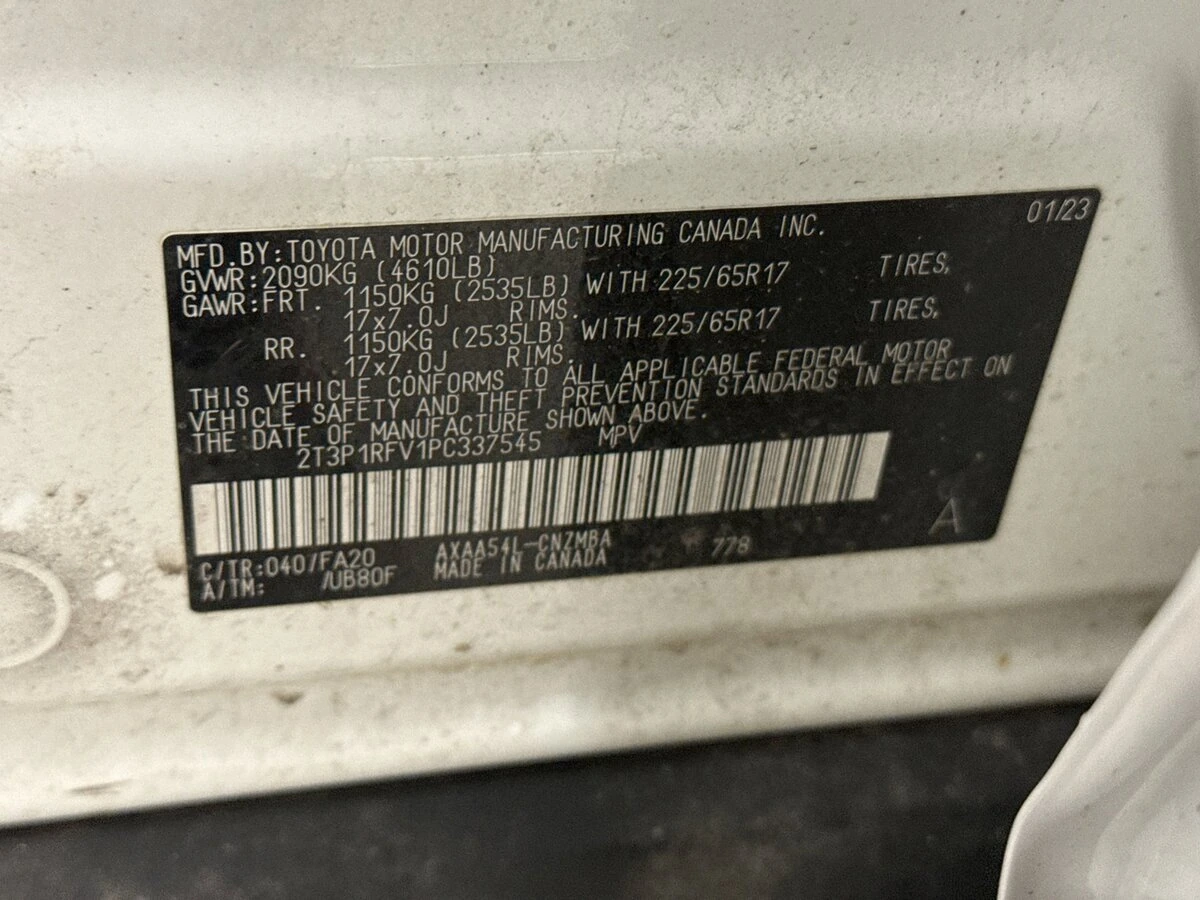 01/23
MFD.BY:TOYOTA MOTOR MANUFACTURING CANADA INC.
GVWR:2090KG (4610LB)
GAWR:FRT. 1150KG (2535LB) WITH 225/65R17 TIRES,
17x7.0J RIMS.
RR. 1150KG (2535LB) WITH 225/65R17 TIRES,
17x7.0J RIMS.
THIS VEHICLE CONFORMS TO ALL APPLICABLE FEDERAL MOTOR
VEHICLE SAFETY AND THEFT PREVENTION STANDARDS IN EFFECT ON
THE DATE OF MANUFACTURE SHOWN ABOVE.
2T3P1RFV1PC337545 MPV
C/TR:040/FA20 AXAA54L-CNZMBA 778
A/TM: /UB80F MADE IN CANADA
A